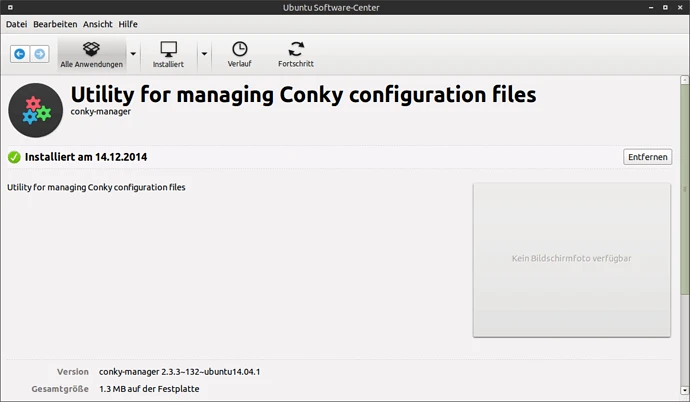 Ubuntu Software-Center
Datei Bearbeiten Ansicht Hilfe
Alle Anwendungen Installiert Verlauf Fortschritt
Utility for managing Conky configuration files
conky-manager
Installiert am 14.12.2014 Entfernen
Utility for managing Conky configuration files
Kein Bildschirmfoto verfügbar
Version conky-manager 2.3.3~132~ubuntu14.04.1
Gesamtgröße 1.3 MB auf der Festplatte